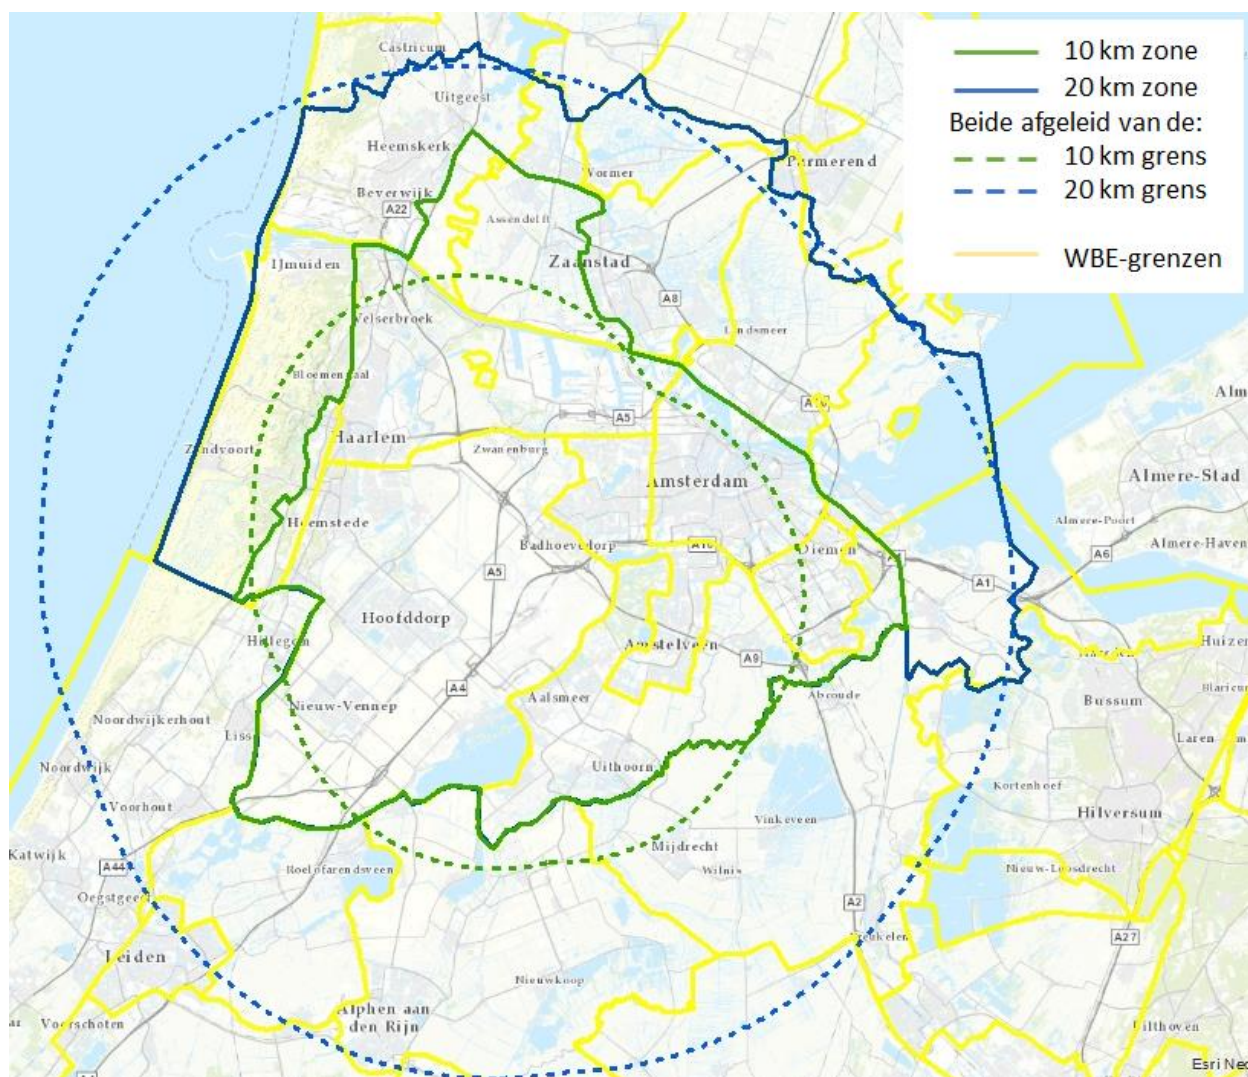 10 km zone
20 km zone
Beide afgeleid van de:
10 km grens
20 km grens
WBE-grenzen
Castricum
Uitgeest
Heemskerk
Beverwijk
A22
Wormer
Purmerend
Assendelft
IJmuiden
Zaanstad
A8
Velserbroek
Landsmeer
Bloemendaal
Alm
A5
A10
Haarlem
Zwanenburg
Zandvoort
Amsterdam
Almere-Stad
Heemstede
Almere-Poort
Badhoevedorp
A10
Diemen
A6
Almere-Haven
A5
A1
Hoofddorp
Hillegom
Amstelveen
A9
Huizen
A4
Aalsmeer
Abcoude
Blaricum
Bussum
Nieuw-Vennep
Noordwijkerhout
Lisse
Laren
Noordwijk
Uithoorn
Voorhout
Kortenhoef
Vinkeveen
Hilversum
Katwijk
Mijdrecht
A44
Roelofarendsveen
Wilnis
Nieuw-Loosdrecht
Oegstgeest
A2
A27
Breukelen
Leiden
Nieuwkoop
Alphen aan
den Rijn
Voorschoten
Bilthoven
Esri Ned